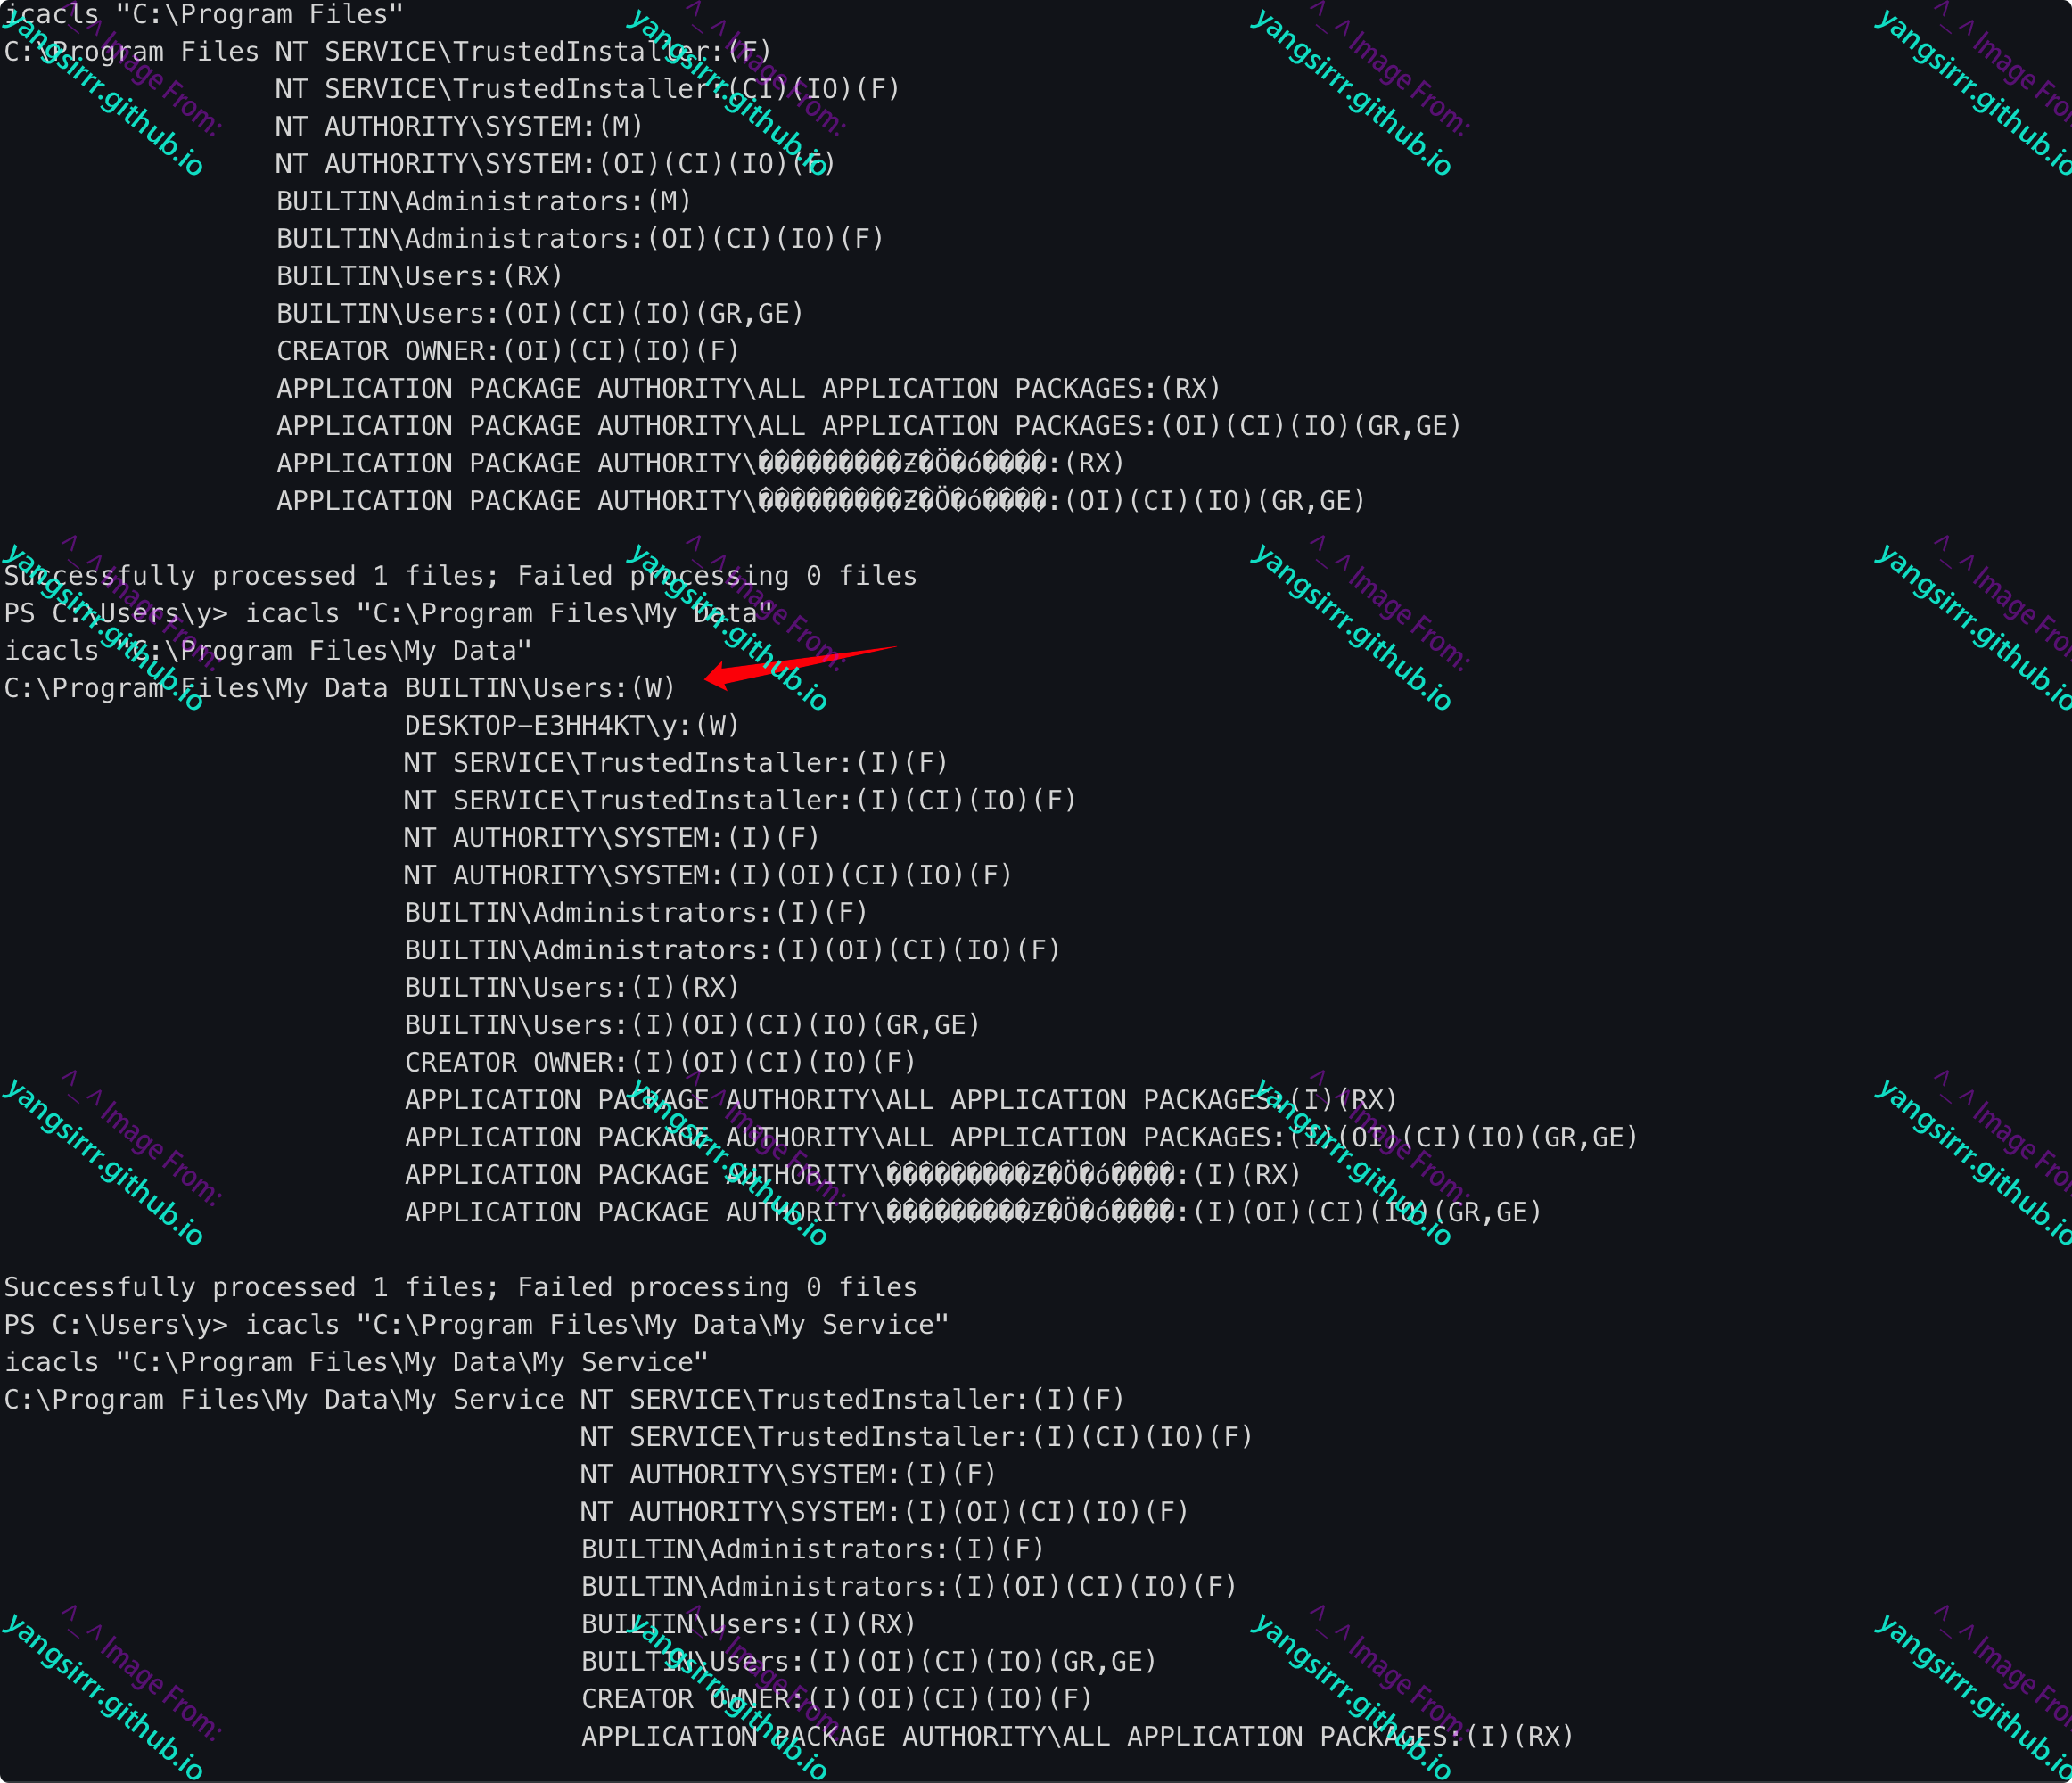 icacls "C:\Program Files"
C:\Program Files NT SERVICE\TrustedInstaller:(F)
NT SERVICE\TrustedInstaller:(CI)(IO)(F)
NT AUTHORITY\SYSTEM:(M)
NT AUTHORITY\SYSTEM:(OI)(CI)(IO)(F)
BUILTIN\Administrators:(M)
BUILTIN\Administrators:(OI)(CI)(IO)(F)
BUILTIN\Users:(RX)
BUILTIN\Users:(OI)(CI)(IO)(GR,GE)
CREATOR OWNER:(OI)(CI)(IO)(F)
APPLICATION PACKAGE AUTHORITY\ALL APPLICATION PACKAGES:(RX)
APPLICATION PACKAGE AUTHORITY\ALL APPLICATION PACKAGES:(OI)(CI)(IO)(GR,GE)
APPLICATION PACKAGE AUTHORITY\���������Ƶ�Ö�ó����:(RX)
APPLICATION PACKAGE AUTHORITY\���������Ƶ�Ö�ó����:(OI)(CI)(IO)(GR,GE)
Successfully processed 1 files; Failed processing 0 files
PS C:\Users\y> icacls "C:\Program Files\My Data"
icacls "C:\Program Files\My Data"
C:\Program Files\My Data BUILTIN\Users:(W)
DESKTOP-E3HH4KT\y:(W)
NT SERVICE\TrustedInstaller:(I)(F)
NT SERVICE\TrustedInstaller:(I)(CI)(IO)(F)
NT AUTHORITY\SYSTEM:(I)(F)
NT AUTHORITY\SYSTEM:(I)(OI)(CI)(IO)(F)
BUILTIN\Administrators:(I)(F)
BUILTIN\Administrators:(I)(OI)(CI)(IO)(F)
BUILTIN\Users:(I)(RX)
BUILTIN\Users:(I)(OI)(CI)(IO)(GR,GE)
CREATOR OWNER:(I)(OI)(CI)(IO)(F)
APPLICATION PACKAGE AUTHORITY\ALL APPLICATION PACKAGES:(I)(RX)
APPLICATION PACKAGE AUTHORITY\ALL APPLICATION PACKAGES:(I)(OI)(CI)(IO)(GR,GE)
APPLICATION PACKAGE AUTHORITY\���������Ƶ�Ö�ó����:(I)(RX)
APPLICATION PACKAGE AUTHORITY\���������Ƶ�Ö�ó����:(I)(OI)(CI)(IO)(GR,GE)
Successfully processed 1 files; Failed processing 0 files
PS C:\Users\y> icacls "C:\Program Files\My Data\My Service"
icacls "C:\Program Files\My Data\My Service"
C:\Program Files\My Data\My Service NT SERVICE\TrustedInstaller:(I)(F)
NT SERVICE\TrustedInstaller:(I)(CI)(IO)(F)
NT AUTHORITY\SYSTEM:(I)(F)
NT AUTHORITY\SYSTEM:(I)(OI)(CI)(IO)(F)
BUILTIN\Administrators:(I)(F)
BUILTIN\Administrators:(I)(OI)(CI)(IO)(F)
BUILTIN\Users:(I)(RX)
BUILTIN\Users:(I)(OI)(CI)(IO)(GR,GE)
CREATOR OWNER:(I)(OI)(CI)(IO)(F)
APPLICATION PACKAGE AUTHORITY\ALL APPLICATION PACKAGES:(I)(RX)
^_^ Image From:
yangsirrr.github.io